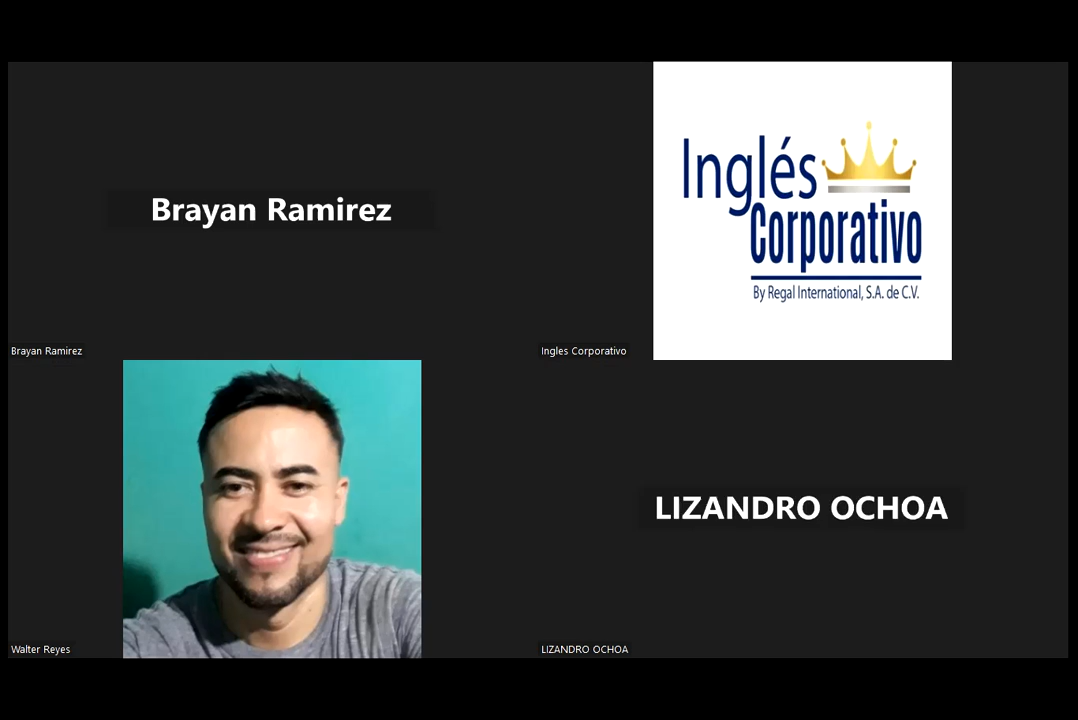 Brayan Ramirez
Brayan Ramirez
Inglés
Corporativo
By Regal International, S.A. de C.V.
Ingles Corporativo
Walter Reyes
LIZANDRO OCHOA
LIZANDRO OCHOA